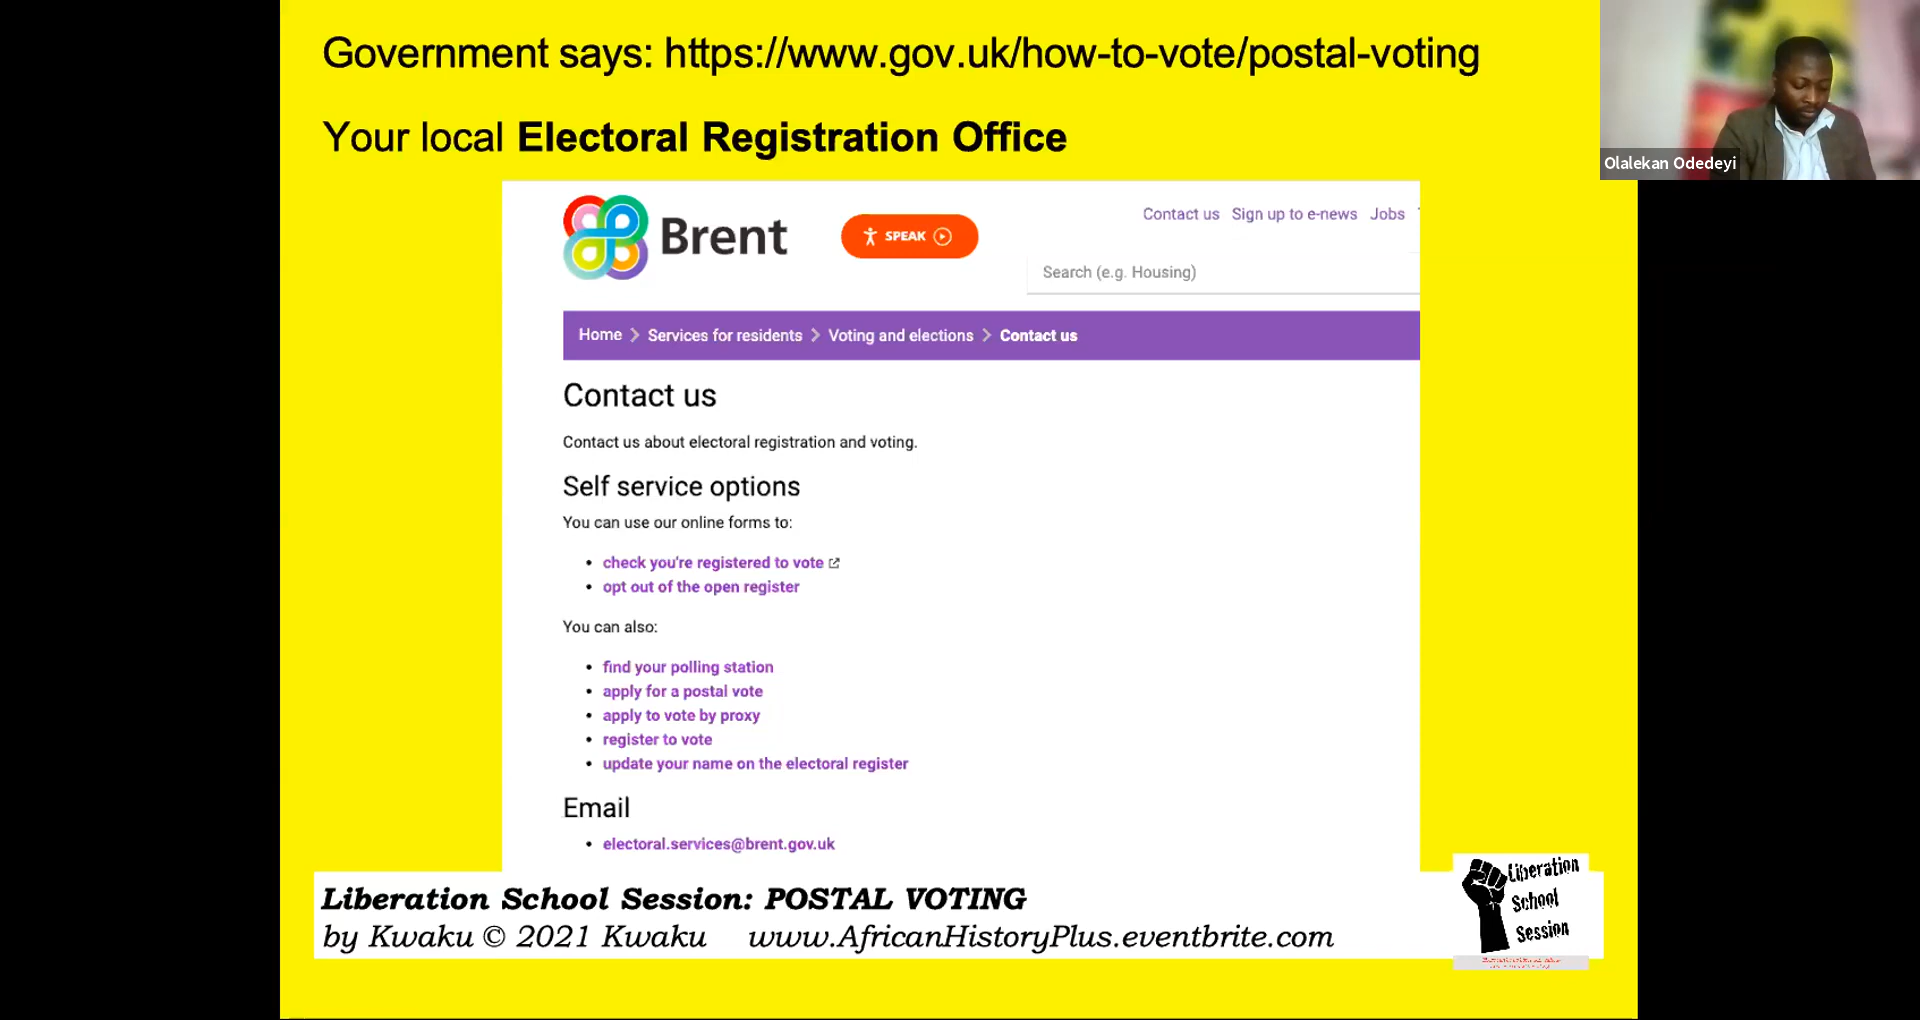 Government says: https://www.gov.uk/how-to-vote/postal-voting
Your local Electoral Registration Office
Olalekan Odedeyi
Brent
SPEAK
Contact us Sign up to e-news Jobs
Search (e.g. Housing)
Home > Services for residents > Voting and elections > Contact us
Contact us
Contact us about electoral registration and voting.
Self service options
You can use our online forms to:
• check you're registered to vote
• opt out of the open register
You can also:
• find your polling station
• apply for a postal vote
• apply to vote by proxy
• register to vote
• update your name on the electoral register
Email
• electoral.services@brent.gov.uk
Liberation School Session: POSTAL VOTING
by Kwaku © 2021 Kwaku www.AfricanHistoryPlus.eventbrite.com
Liberation
School
Session